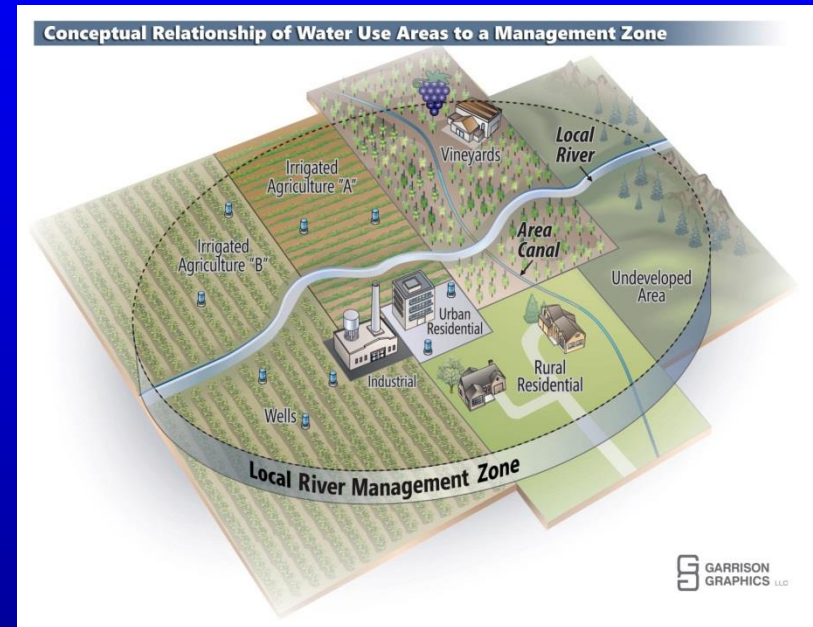 Conceptual Relationship of Water Use Areas to a Management Zone
Vineyards
Local
River
Irrigated
Agriculture "A"
Irrigated
Agriculture "B"
Area
Canal
Undeveloped
Area
Urban
Residential
Industrial
Rural
Residential
Wells
Local River Management Zone
GARRISON
GRAPHICS LLC